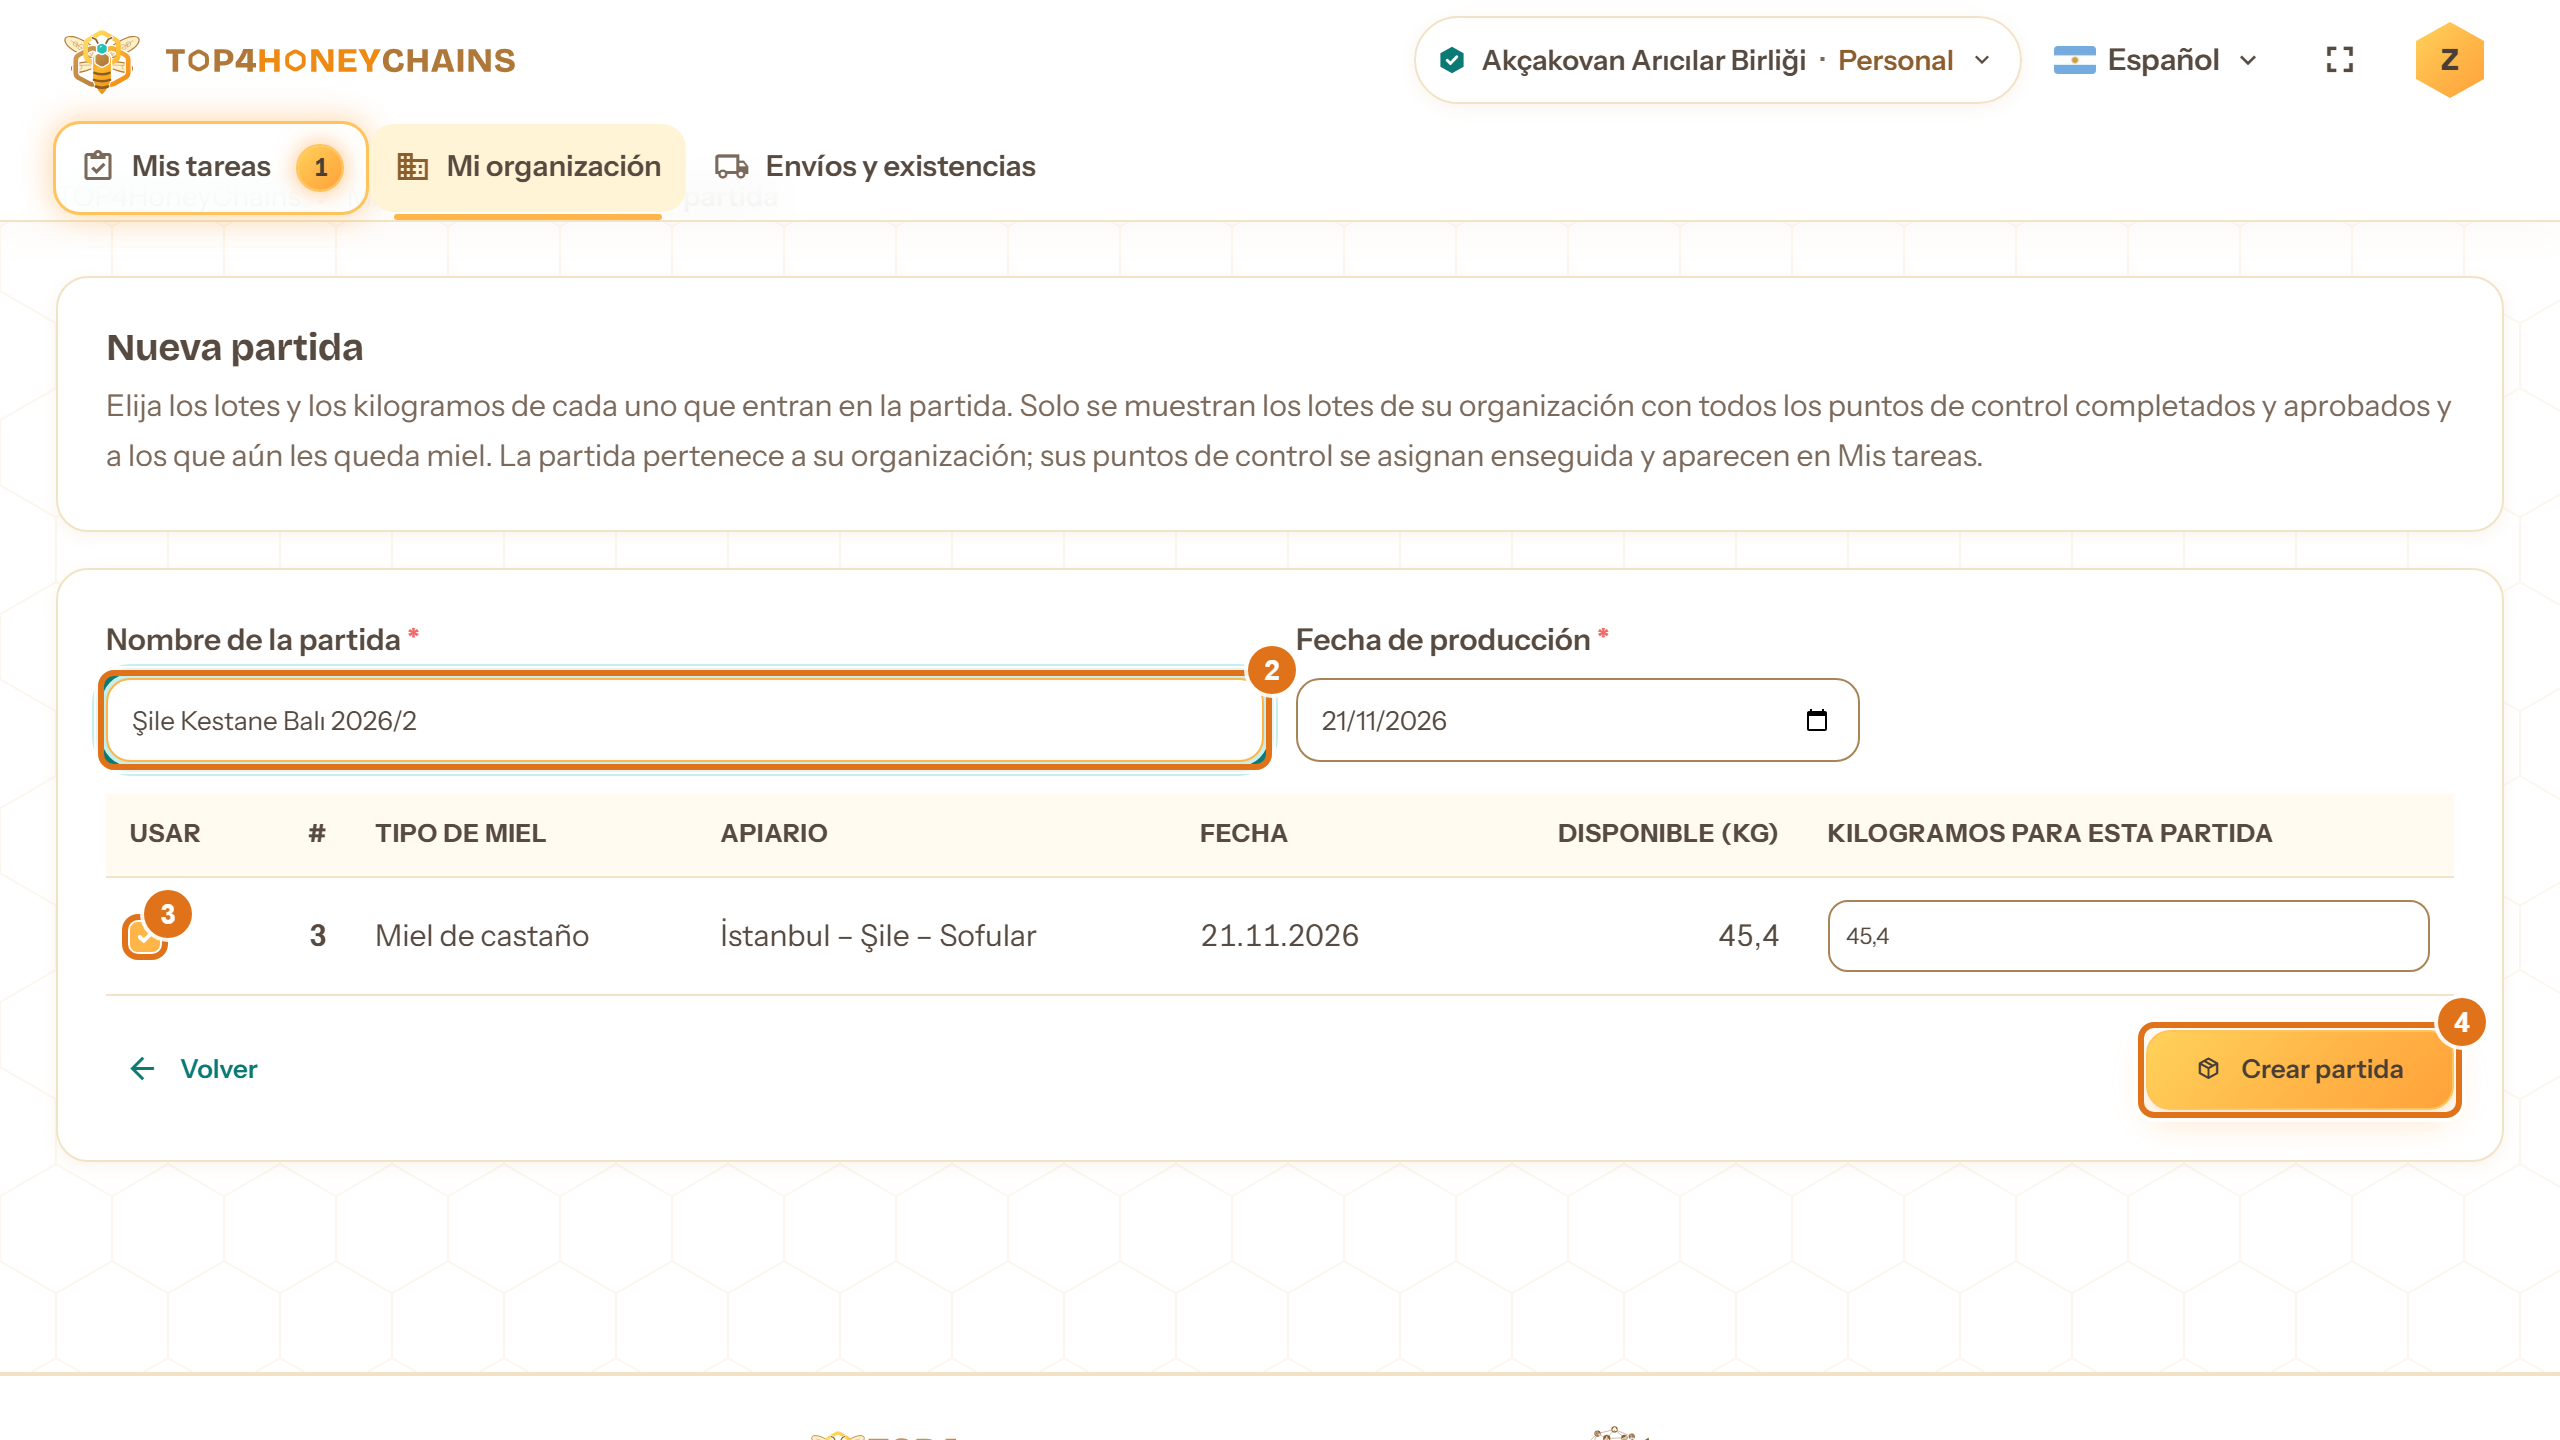 TOP4HONEYCHAINS
Akçakovan Arıcılar Birliği · Personal
Español
Z
Mis tareas 1
Mi organización
Envíos y existencias
Nueva partida
Elija los lotes y los kilogramos de cada uno que entran en la partida. Solo se muestran los lotes de su organización con todos los puntos de control completados y aprobados y
a los que aún les queda miel. La partida pertenece a su organización; sus puntos de control se asignan enseguida y aparecen en Mis tareas.
Nombre de la partida *
Fecha de producción *
2
Şile Kestane Balı 2026/2
21/11/2026
USAR # TIPO DE MIEL APIARIO FECHA DISPONIBLE (KG) KILOGRAMOS PARA ESTA PARTIDA
3
3 Miel de castaño İstanbul – Şile – Sofular 21.11.2026 45,4 45,4
4
Volver
Crear partida